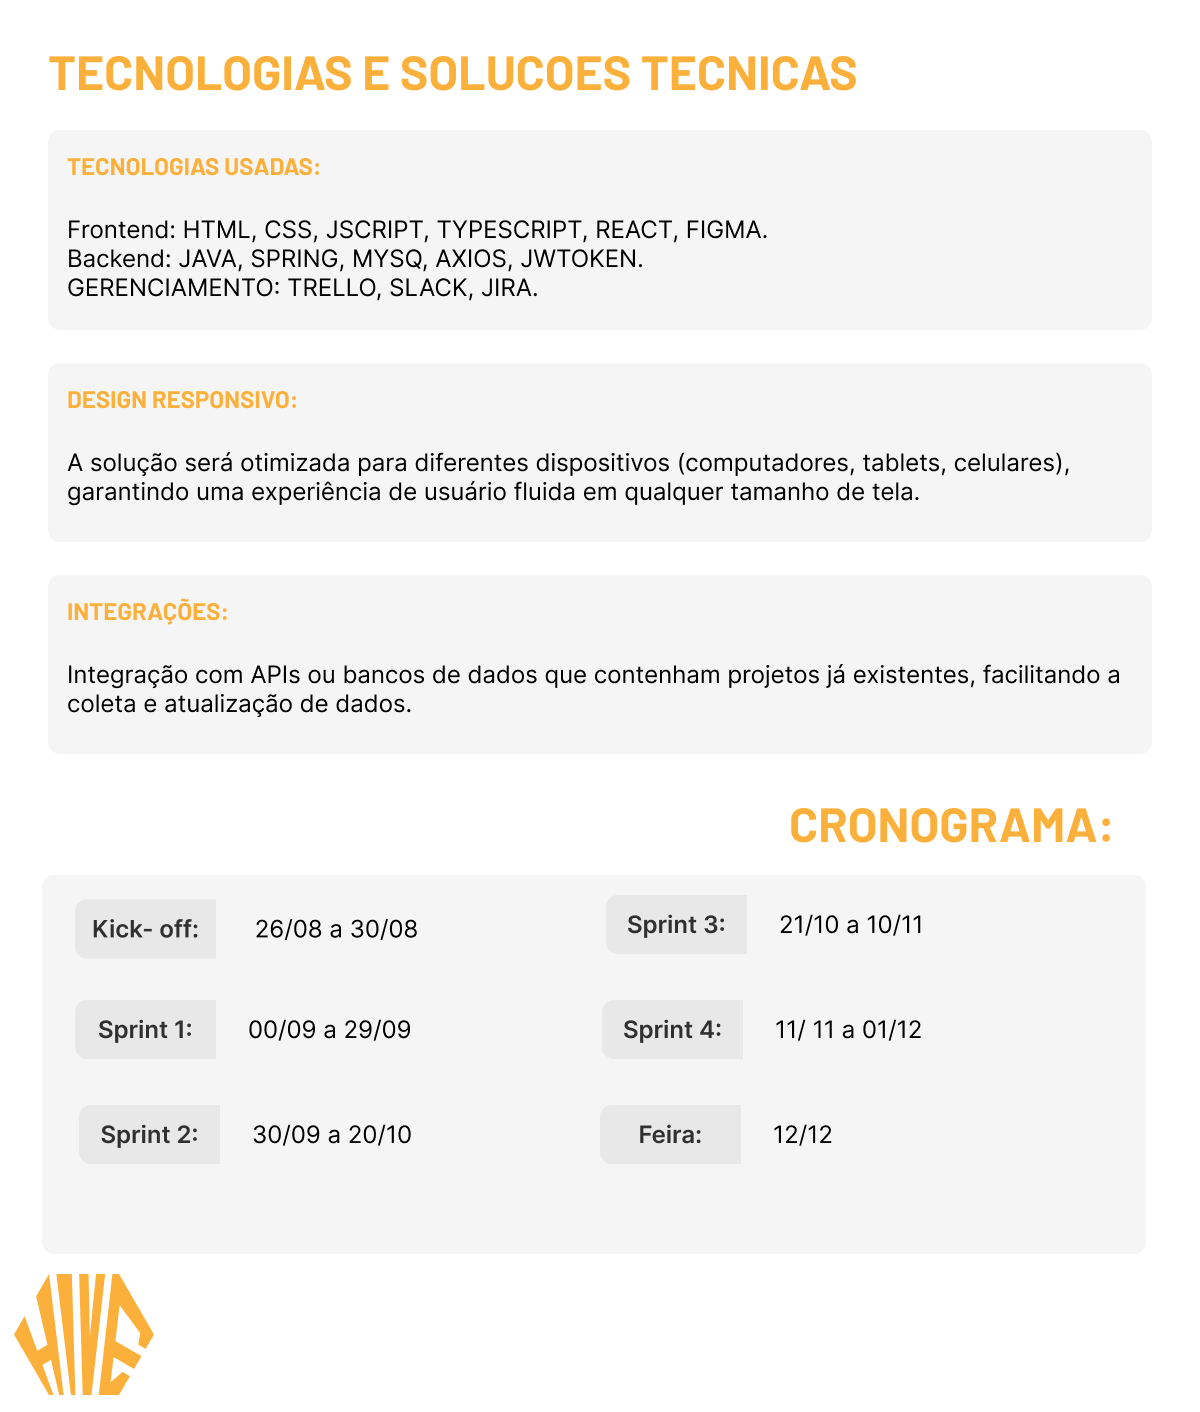 TECNOLOGIAS E SOLUCOES TECNICAS
TECNOLOGIAS USADAS:
Frontend: HTML, CSS, JSCRIPT, TYPESCRIPT, REACT, FIGMA.
Backend: JAVA, SPRING, MYSQ, AXIOS, JWTOKEN.
GERENCIAMENTO: TRELLO, SLACK, JIRA.
DESIGN RESPONSIVO:
A solução será otimizada para diferentes dispositivos (computadores, tablets, celulares),
garantindo uma experiência de usuário fluida em qualquer tamanho de tela.
INTEGRAÇÕES:
Integração com APIs ou bancos de dados que contenham projetos já existentes, facilitando a
coleta e atualização de dados.
CRONOGRAMA:
Kick- off: 26/08 a 30/08
Sprint 1: 00/09 a 29/09
Sprint 2: 30/09 a 20/10
Sprint 3: 21/10 a 10/11
Sprint 4: 11/ 11 a 01/12
Feira: 12/12
HIVE